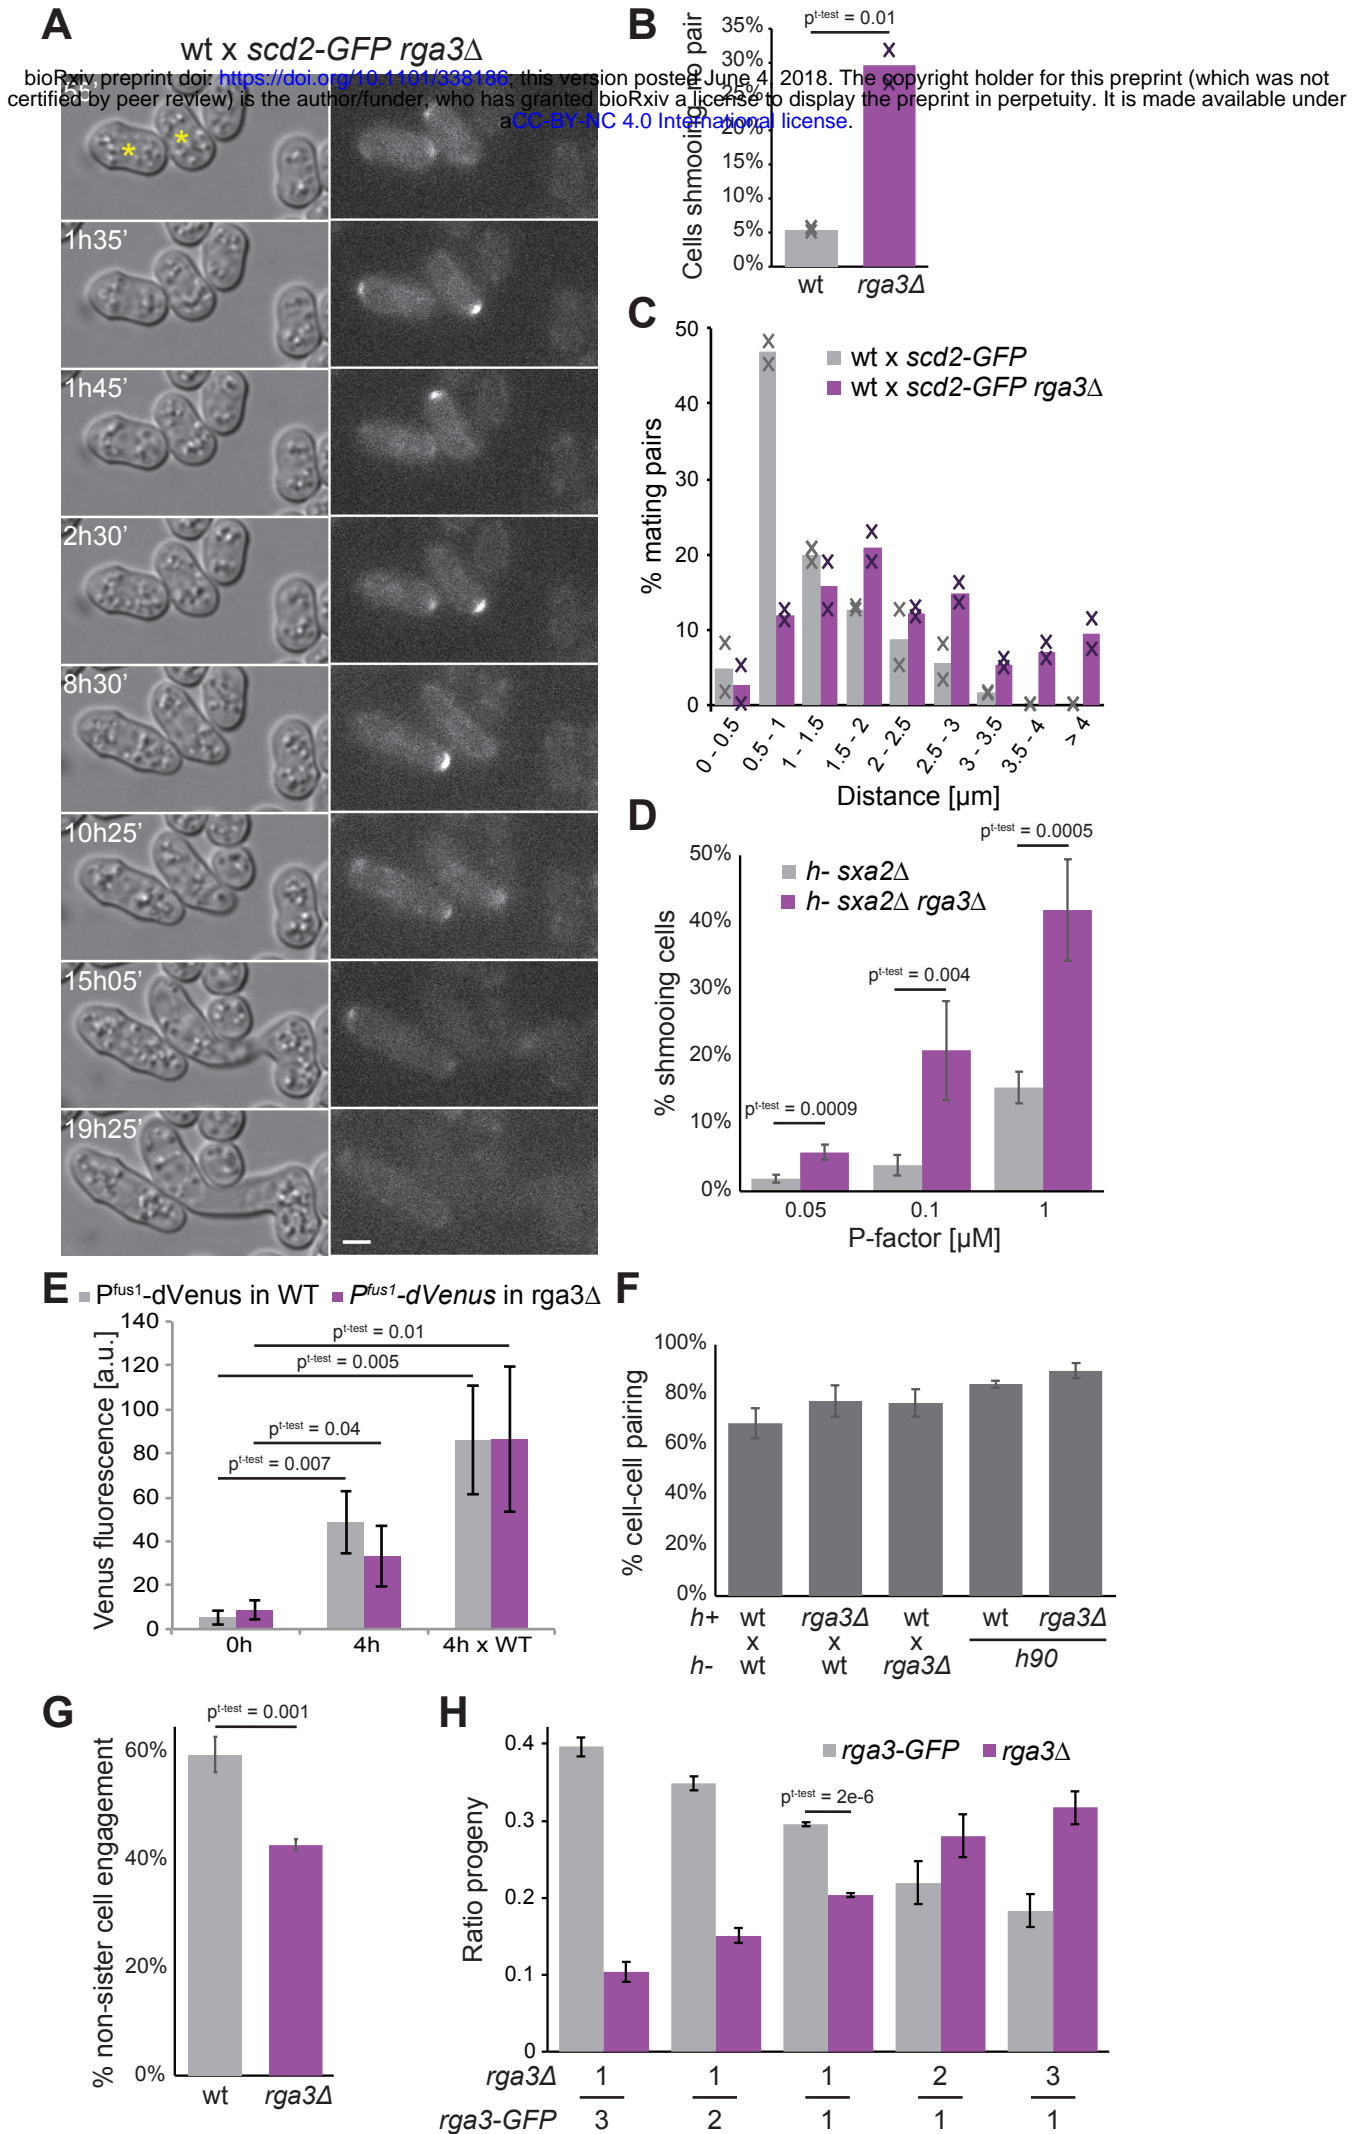 A
wt x scd2-GFP rga3Δ
bioRxiv preprint doi: https://doi.org/10.1101/338186; this version posted June 4, 2018. The copyright holder for this preprint (which was not
certified by peer review) is the author/funder, who has granted bioRxiv a license to display the preprint in perpetuity. It is made available under
aCC-BY-NC 4.0 International license.
*
*
1h35'
1h45'
2h30'
8h30'
10h25'
15h05'
19h25'
B
Cells shmooing, no pair
35%
30%
25%
20%
15%
10%
5%
0%
p^t-test = 0.01
wt
rga3Δ
C
% mating pairs
50
40
30
20
10
0
wt x scd2-GFP
wt x scd2-GFP rga3Δ
0 - 0.5
0.5 - 1
1 - 1.5
1.5 - 2
2 - 2.5
2.5 - 3
3 - 3.5
3.5 - 4
> 4
Distance [µm]
D
% shmooing cells
50%
40%
30%
20%
10%
0%
h- sxa2Δ
h- sxa2Δ rga3Δ
p^t-test = 0.0009
p^t-test = 0.004
p^t-test = 0.0005
0.05
0.1
1
P-factor [µM]
E
P^fus1-dVenus in WT
P^fus1-dVenus in rga3Δ
Venus fluorescence [a.u.]
140
120
100
80
60
40
20
0
p^t-test = 0.01
p^t-test = 0.005
p^t-test = 0.04
p^t-test = 0.007
0h
4h
4h x WT
F
% cell-cell pairing
100%
80%
60%
40%
20%
0%
h+ wt rga3Δ wt wt rga3Δ
x x x
h- wt wt rga3Δ h90
G
% non-sister cell engagement
60%
40%
20%
0%
p^t-test = 0.001
wt
rga3Δ
H
Ratio progeny
0.4
0.3
0.2
0.1
0
rga3-GFP
rga3Δ
p^t-test = 2e-6
rga3Δ 1 1 1 2 3
rga3-GFP 3 2 1 1 1